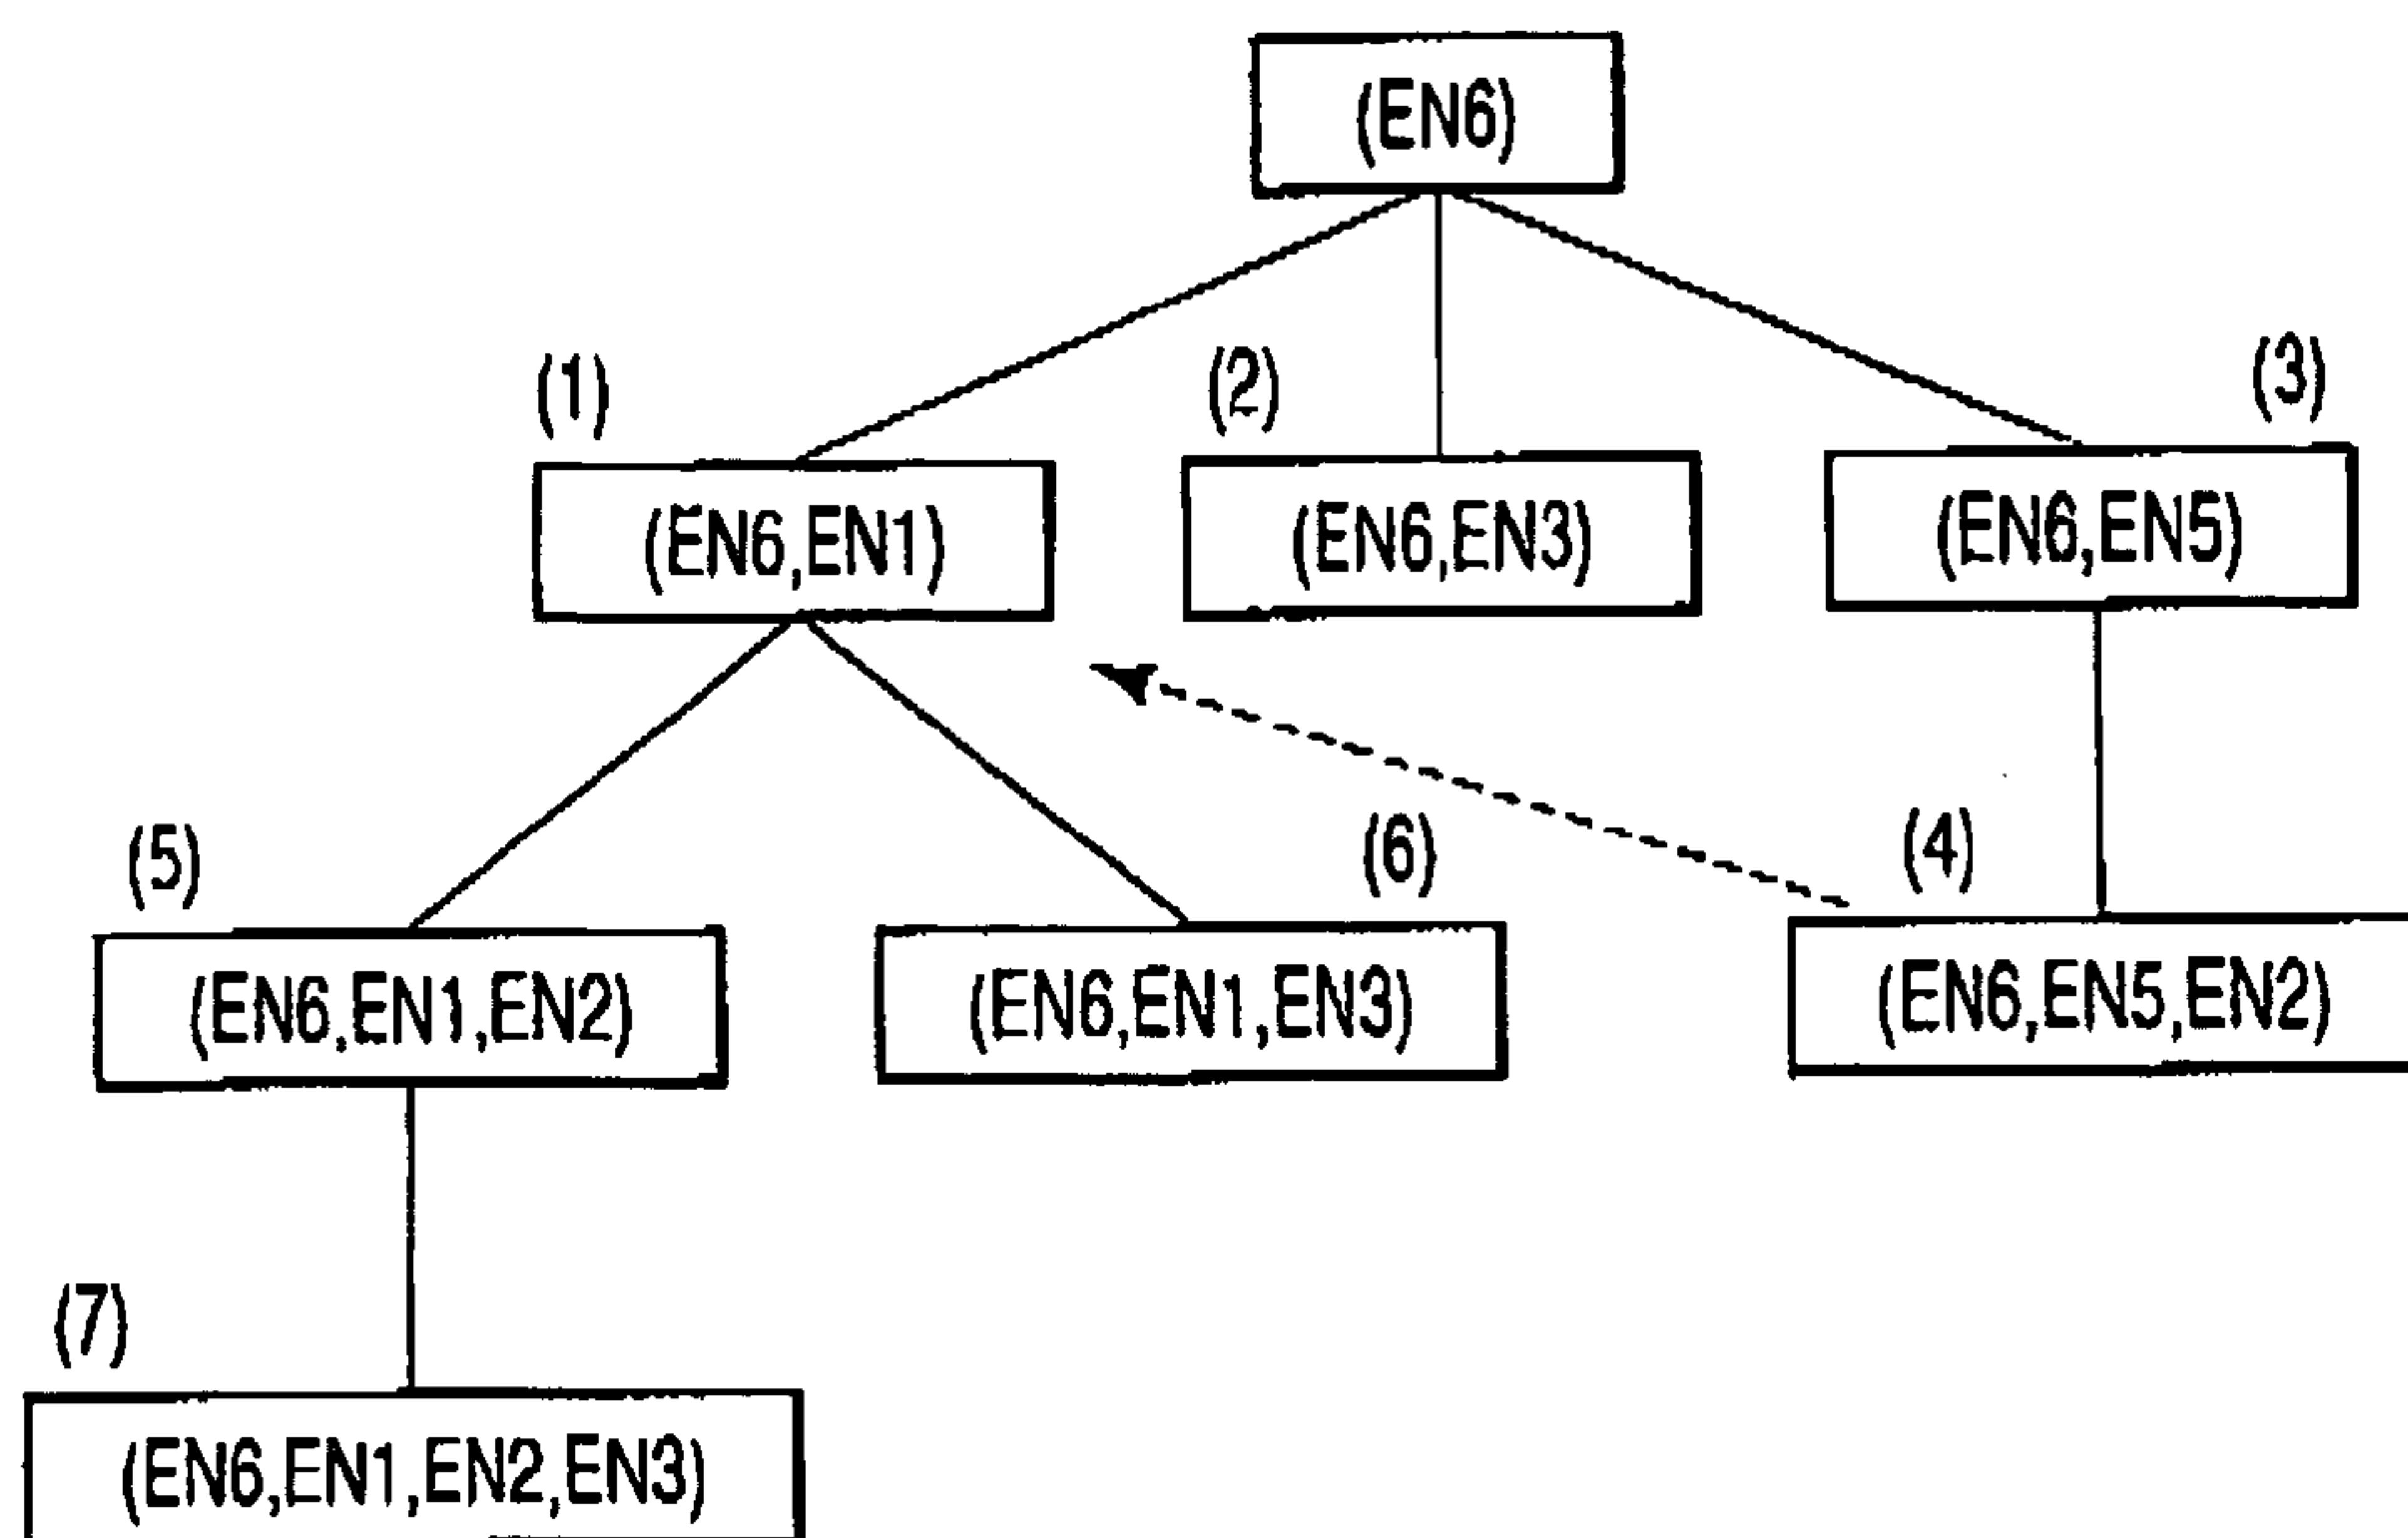 (EN6)
(1)
(2)
(3)
(EN6,EN1)
(EN6,EN3)
(EN6,EN5)
(5)
(6)
(4)
(EN6,EN1,EN2)
(EN6,EN1,EN3)
(EN6,EN5,EN2)
(7)
(EN6,EN1,EN2,EN3)